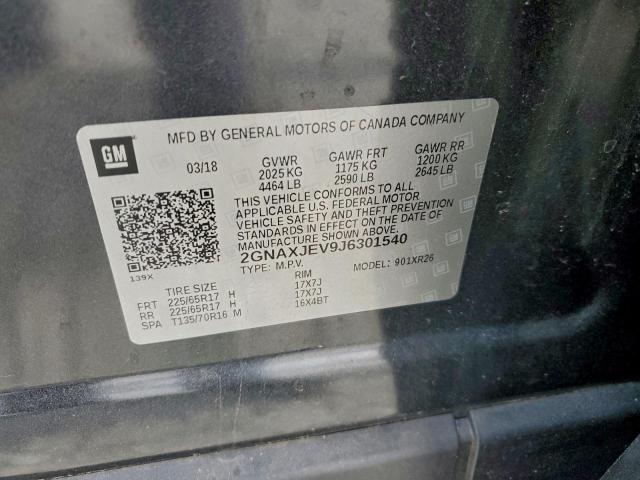 MFD BY GENERAL MOTORS OF CANADA COMPANY
GM
03/18 GVWR GAWR FRT GAWR RR
2025 KG 1175 KG 1200 KG
4464 LB 2590 LB 2645 LB
THIS VEHICLE CONFORMS TO ALL
APPLICABLE U.S. FEDERAL MOTOR
VEHICLE SAFETY AND THEFT PREVENTION
STANDARDS IN EFFECT ON THE DATE OF
MANUFACTURE SHOWN ABOVE.
2GNAXJEV9J6301540
TYPE: M.P.V. MODEL: 901XR26
139X
TIRE SIZE RIM
FRT 225/65R17 H 17X7J
RR 225/65R17 H 17X7J
SPA T135/70R16 M 16X4BT